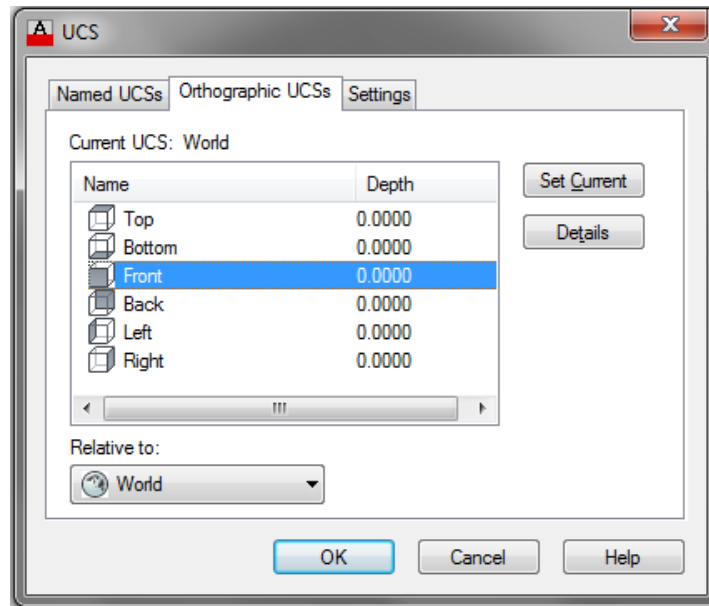 UCS
Named UCSs Orthographic UCSs Settings
Current UCS: World
Name Depth
Set Current
Top 0.0000
Details
Bottom 0.0000
Front 0.0000
Back 0.0000
Left 0.0000
Right 0.0000
Relative to:
World
OK Cancel Help